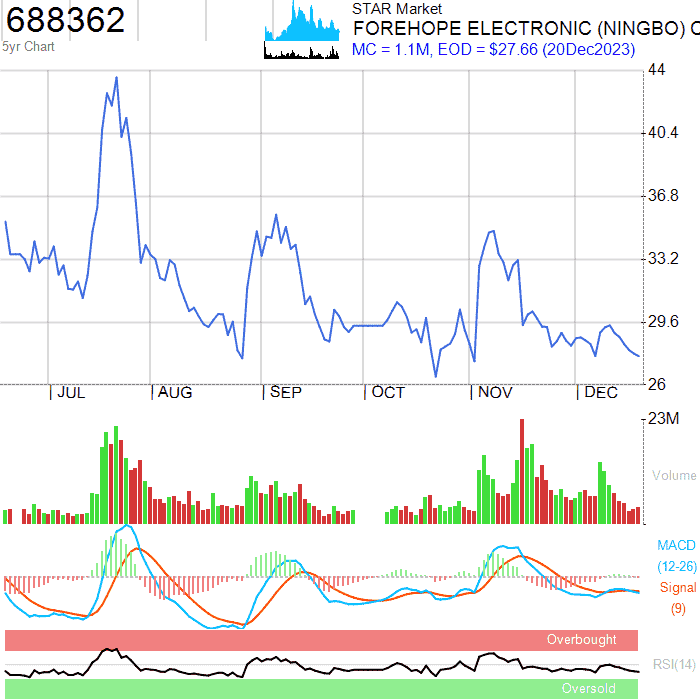 688362
5yr Chart
STAR Market
FOREHOPE ELECTRONIC (NINGBO) C
MC = 1.1M, EOD = $27.66 (20Dec2023)
44
40.4
36.8
33.2
29.6
26
JUL
AUG
SEP
OCT
NOV
DEC
23M
Volume
MACD
(12-26)
Signal
(9)
Overbought
RSI(14)
Oversold